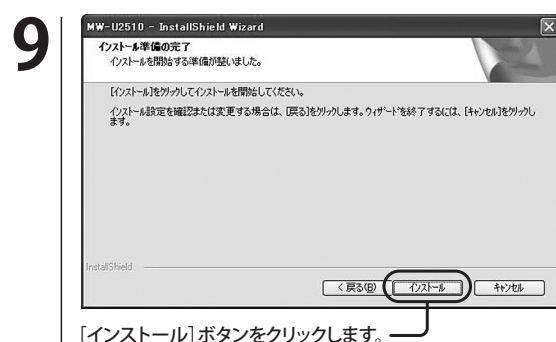 9
MW-U2510 - InstallShield Wizard
インストール準備の完了
インストールを開始する準備が整いました。
[インストール]をクリックしてインストールを開始してください。
インストール設定を確認または変更する場合は、[戻る]をクリックします。ウィザードを終了するには、[キャンセル]をクリックし
ます。
InstallShield
< 戻る(B)
インストール
キャンセル
[インストール] ボタンをクリックします。